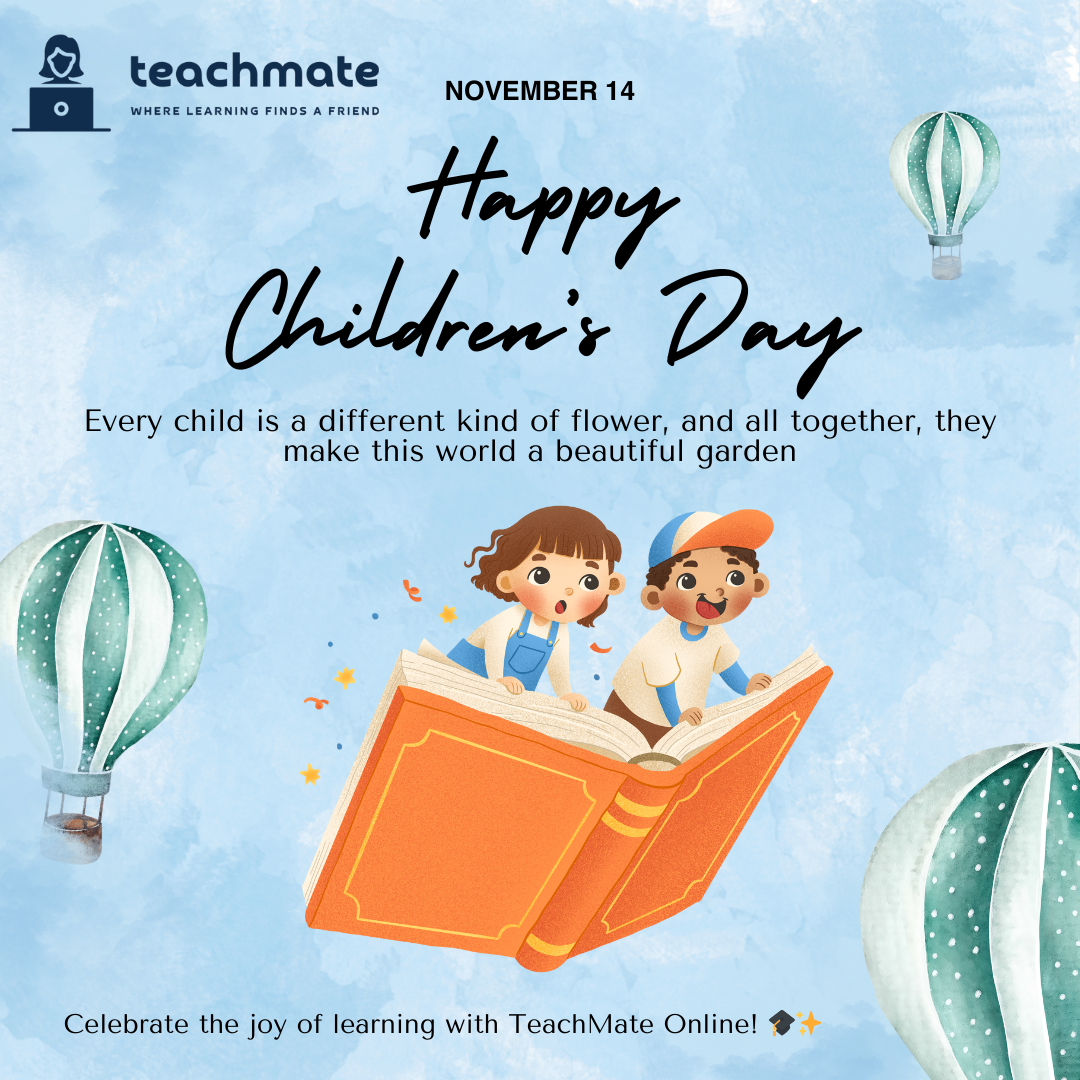 teachmate
WHERE LEARNING FINDS A FRIEND
NOVEMBER 14
Happy
Children's Day
Every child is a different kind of flower, and all together, they
make this world a beautiful garden
Celebrate the joy of learning with TeachMate Online! 🎓✨